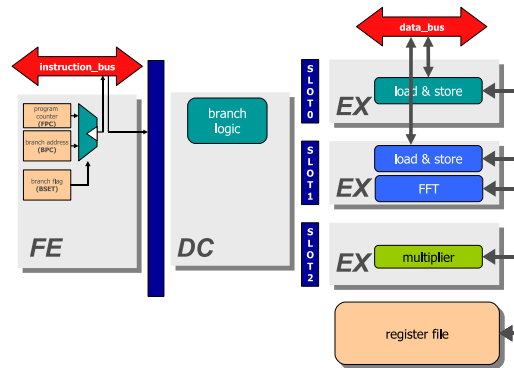 instruction_bus
data_bus
program
counter
(FPC)
branch address
(BPC)
branch flag
(BSET)
FE
branch
logic
DC
SLOT0
EX
load & store
SLOT1
EX
load & store
FFT
SLOT2
EX
multiplier
register file